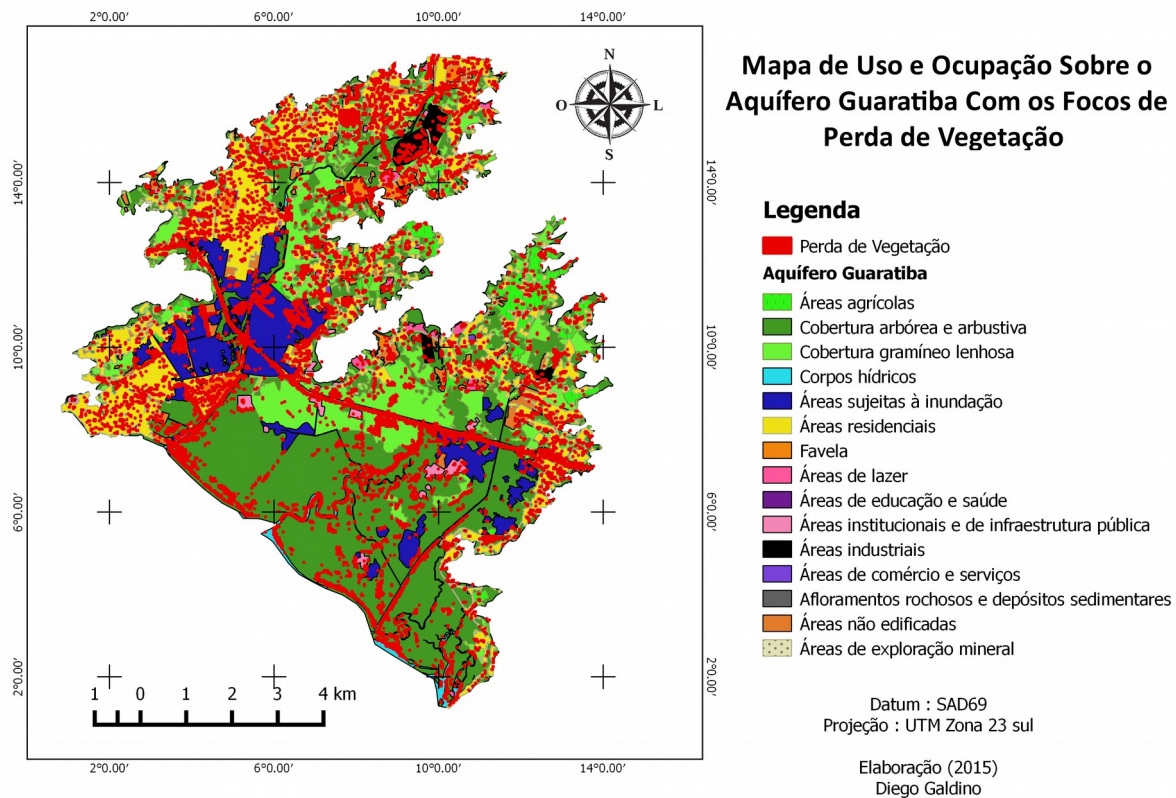 2°0.00' 6°0.00' 10°0.00' 14°0.00'
N
O L
S
14°0.00' 14°0.00'
10°0.00' 10°0.00'
6°0.00' 6°0.00'
2°0.00' 2°0.00'
1 0 1 2 3 4 km
2°0.00' 6°0.00' 10°0.00' 14°0.00'
Mapa de Uso e Ocupação Sobre o
Aquífero Guaratiba Com os Focos de
Perda de Vegetação
Legenda
Perda de Vegetação
Aquífero Guaratiba
Áreas agrícolas
Cobertura arbórea e arbustiva
Cobertura gramíneo lenhosa
Corpos hídricos
Áreas sujeitas à inundação
Áreas residenciais
Favela
Áreas de lazer
Áreas de educação e saúde
Áreas institucionais e de infraestrutura pública
Áreas industriais
Áreas de comércio e serviços
Afloramentos rochosos e depósitos sedimentares
Áreas não edificadas
Áreas de exploração mineral
Datum : SAD69
Projeção : UTM Zona 23 sul
Elaboração (2015)
Diego Galdino